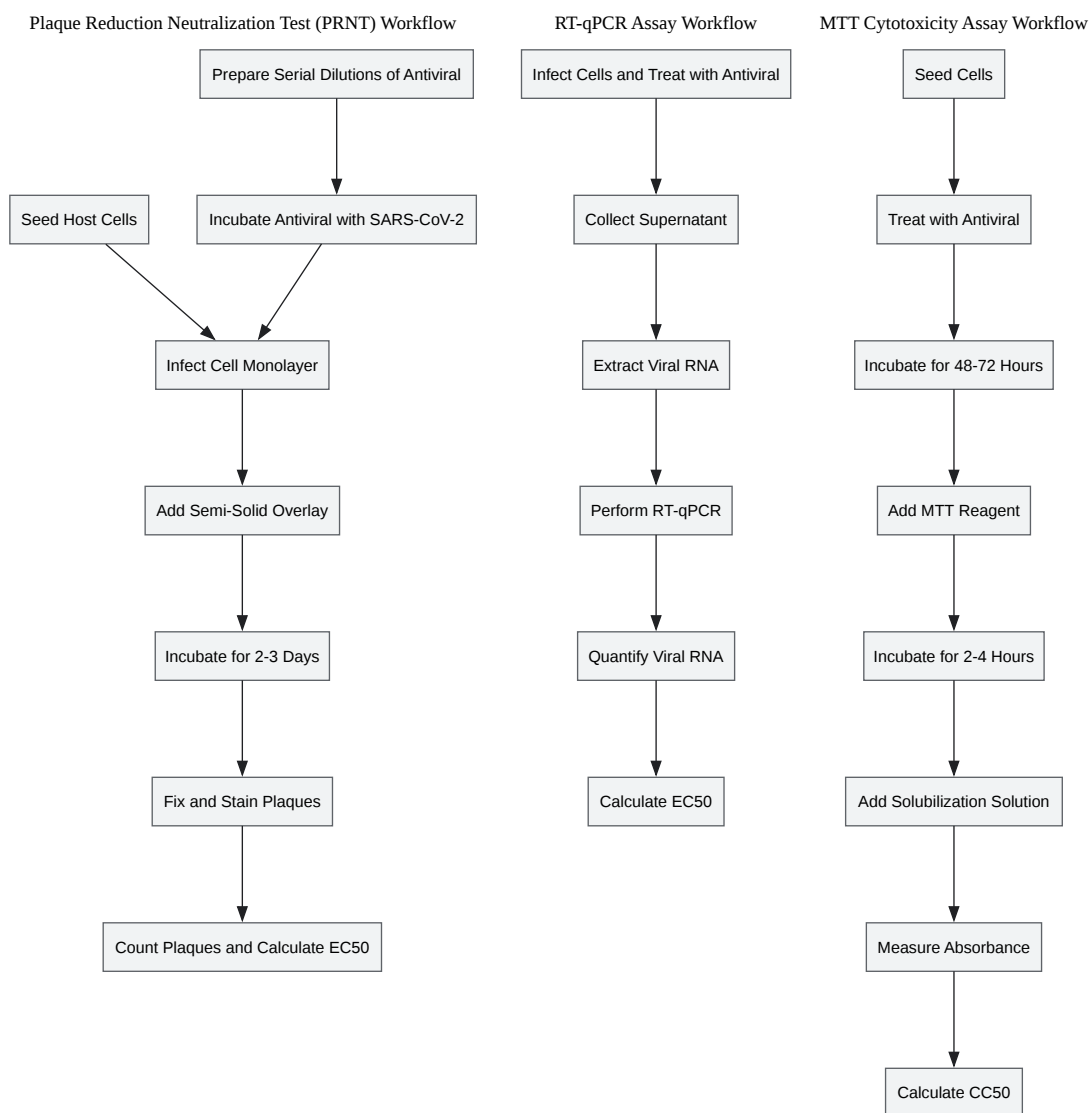 Plaque Reduction Neutralization Test (PRNT) Workflow
Prepare Serial Dilutions of Antiviral
Seed Host Cells
Incubate Antiviral with SARS-CoV-2
Infect Cell Monolayer
Add Semi-Solid Overlay
Incubate for 2-3 Days
Fix and Stain Plaques
Count Plaques and Calculate EC50
RT-qPCR Assay Workflow
Infect Cells and Treat with Antiviral
Collect Supernatant
Extract Viral RNA
Perform RT-qPCR
Quantify Viral RNA
Calculate EC50
MTT Cytotoxicity Assay Workflow
Seed Cells
Treat with Antiviral
Incubate for 48-72 Hours
Add MTT Reagent
Incubate for 2-4 Hours
Add Solubilization Solution
Measure Absorbance
Calculate CC50